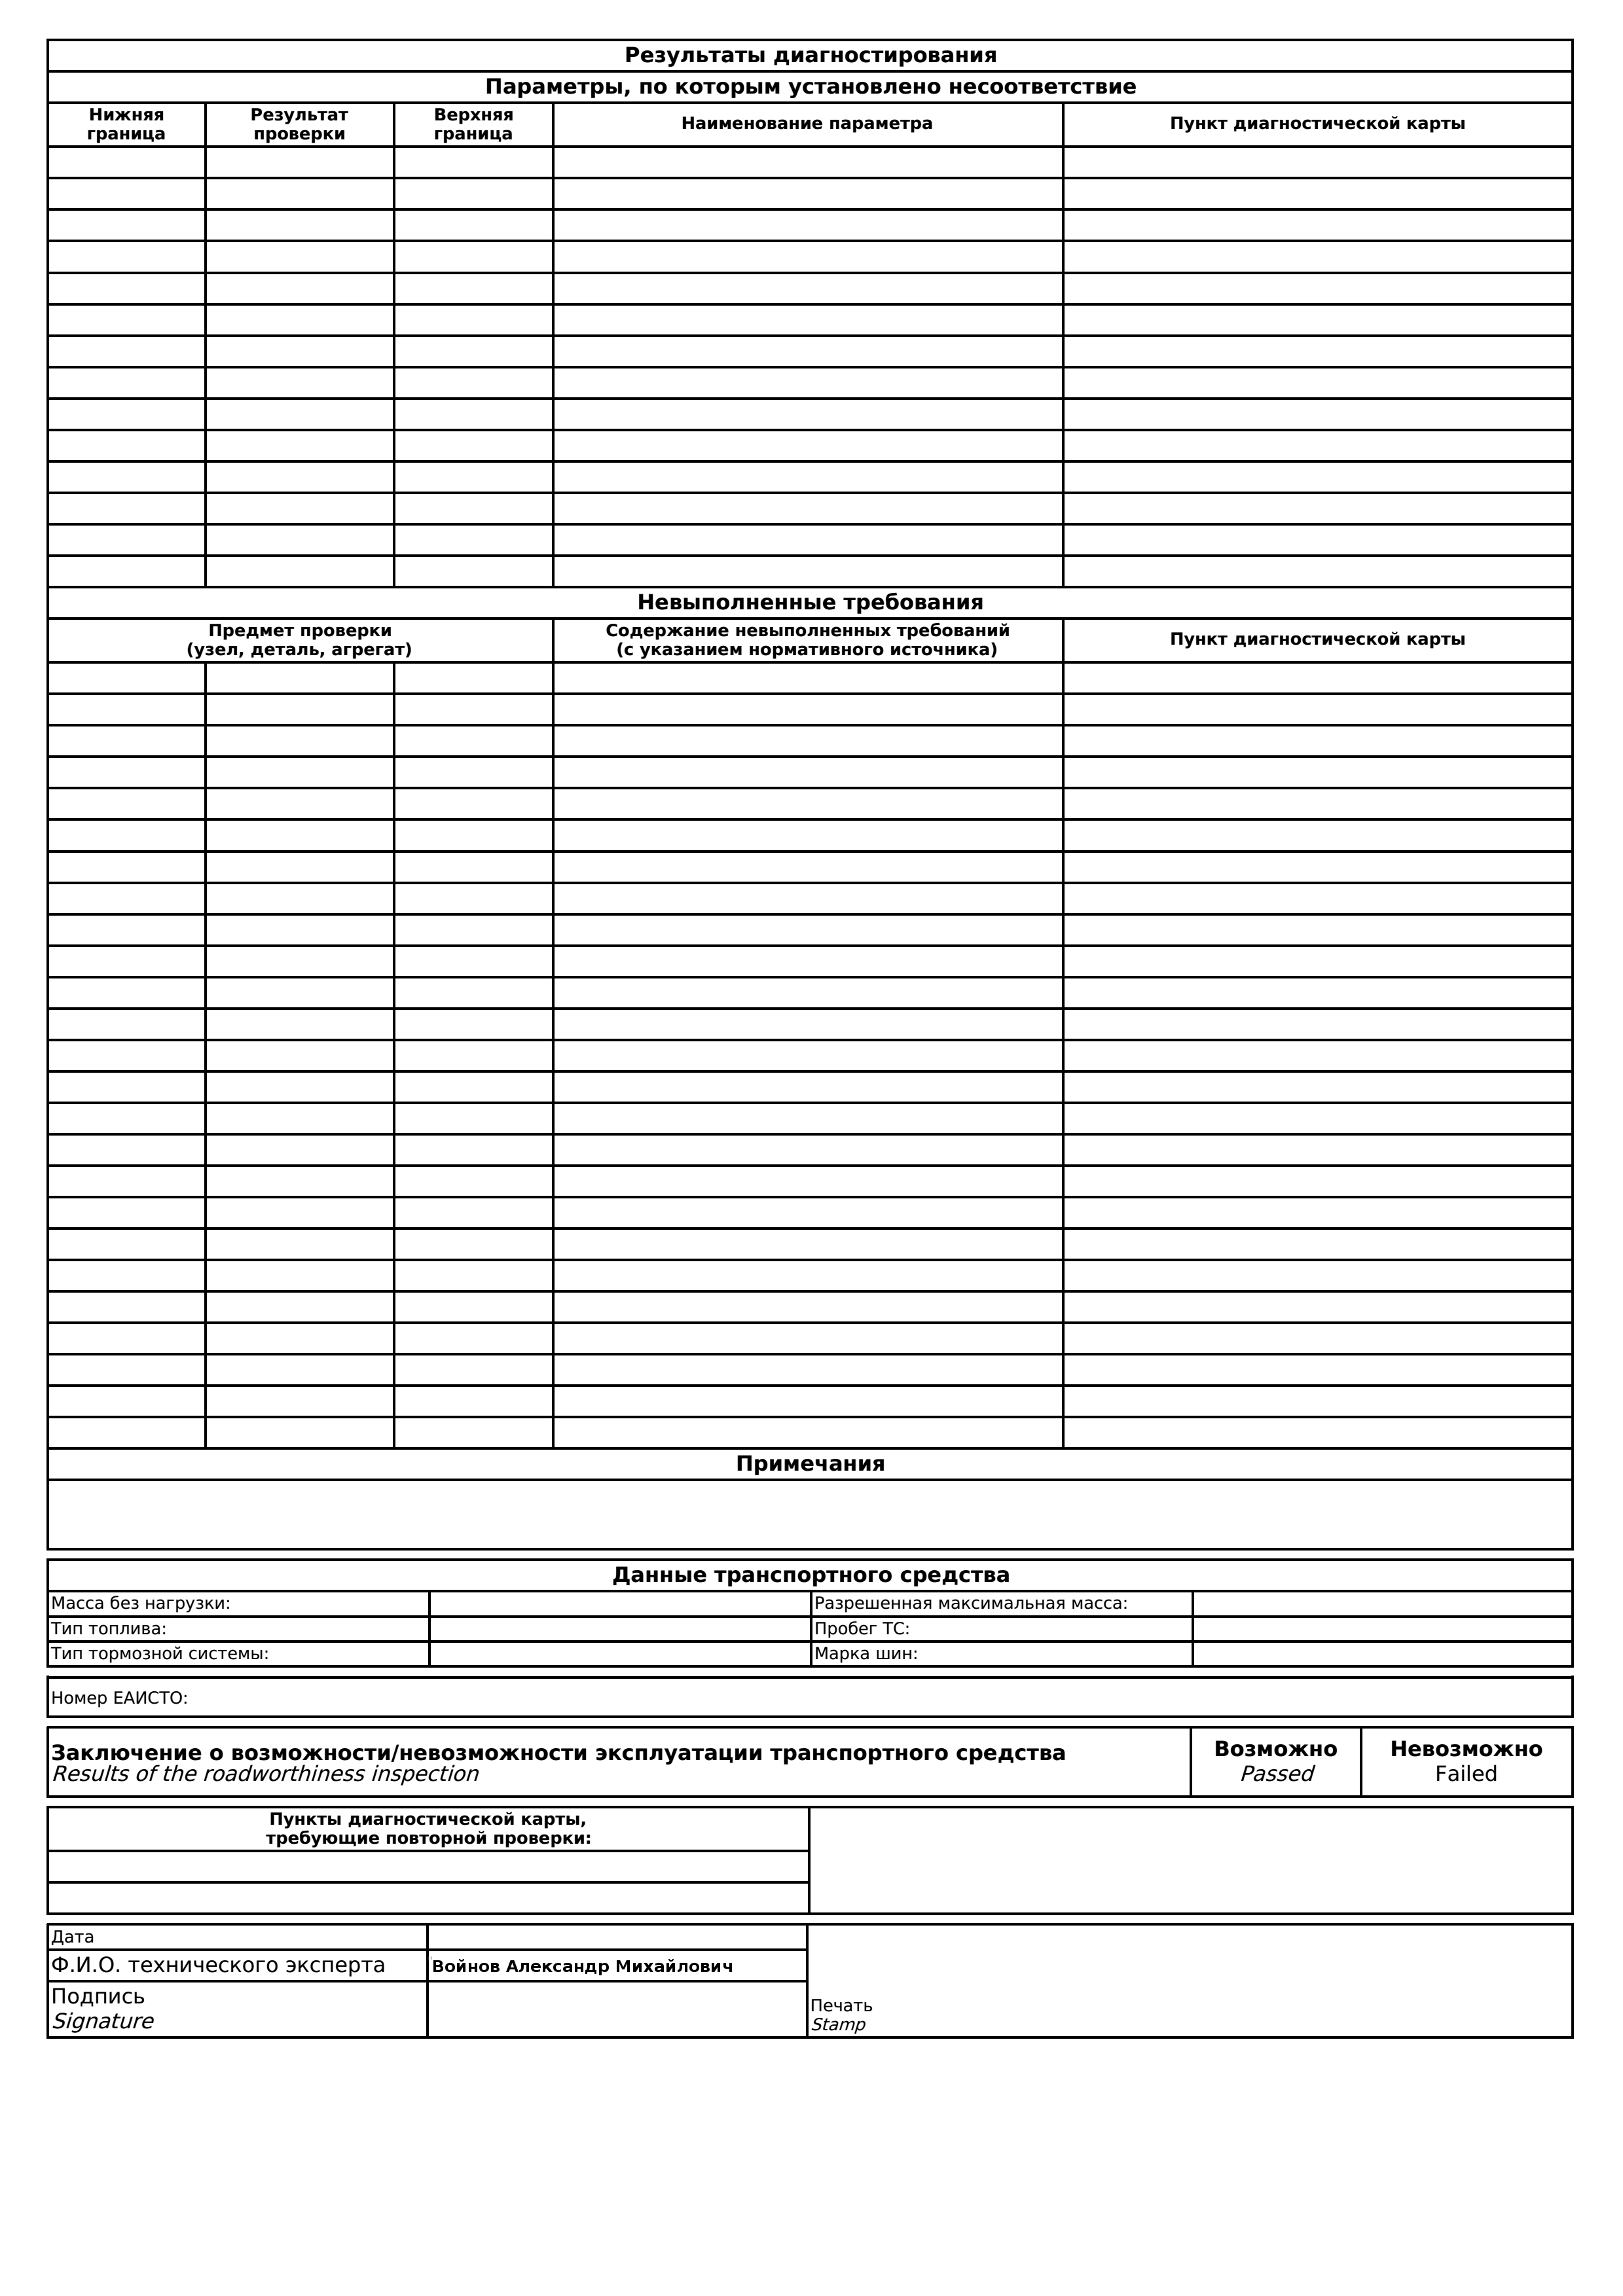 Результаты диагностирования
Параметры, по которым установлено несоответствие
Нижняя граница
Результат проверки
Верхняя граница
Наименование параметра
Пункт диагностической карты
Невыполненные требования
Предмет проверки
(узел, деталь, агрегат)
Содержание невыполненных требований
(с указанием нормативного источника)
Пункт диагностической карты
Примечания
Данные транспортного средства
Масса без нагрузки:
Разрешенная максимальная масса:
Тип топлива:
Пробег ТС:
Тип тормозной системы:
Марка шин:
Номер ЕАИСТО:
Заключение о возможности/невозможности эксплуатации транспортного средства
Results of the roadworthiness inspection
Возможно
Passed
Невозможно
Failed
Пункты диагностической карты,
требующие повторной проверки:
Дата
Ф.И.О. технического эксперта
Войнов Александр Михайлович
Подпись
Signature
Печать
Stamp